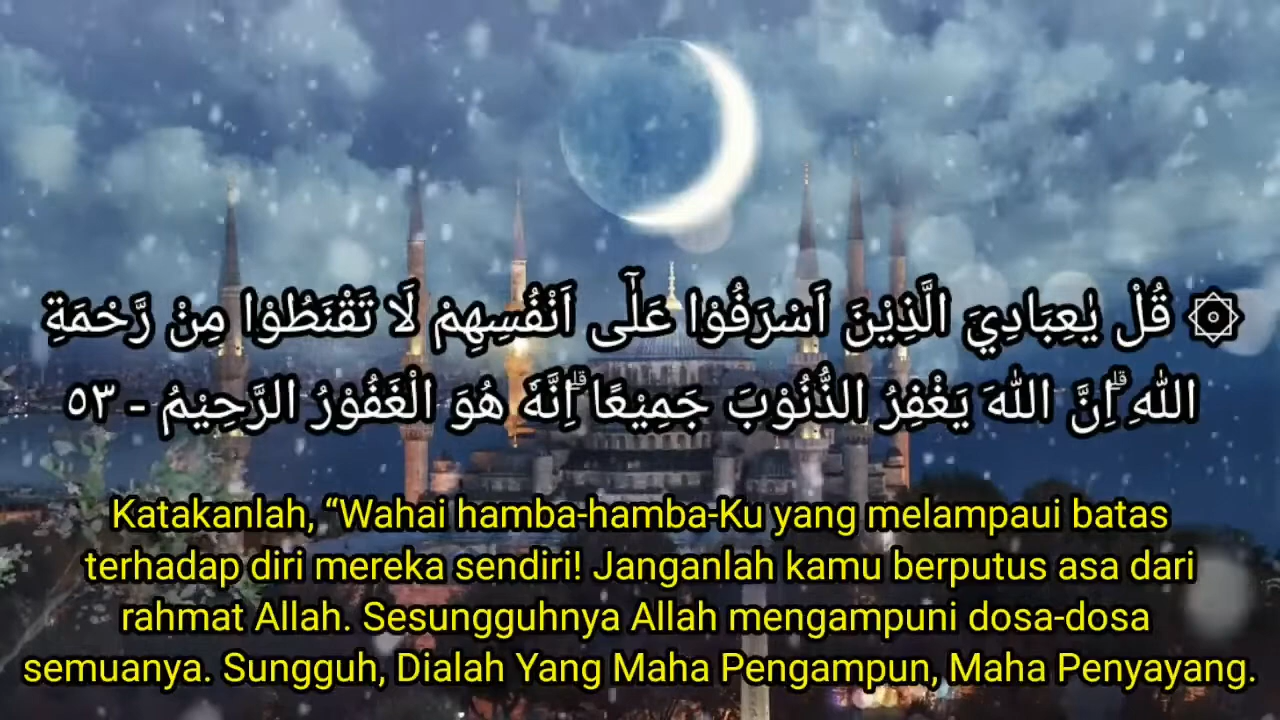 ۞ قُلْ يٰعِبَادِيَ الَّذِيْنَ اَسْرَفُوْا عَلٰٓى اَنْفُسِهِمْ لَا تَقْنَطُوْا مِنْ رَّحْمَةِ
اللّٰهِ ۗاِنَّ اللّٰهَ يَغْفِرُ الذُّنُوْبَ جَمِيْعًا ۗاِنَّهٗ هُوَ الْغَفُوْرُ الرَّحِيْمُ - ٥٣
Katakanlah, “Wahai hamba-hamba-Ku yang melampaui batas
terhadap diri mereka sendiri! Janganlah kamu berputus asa dari
rahmat Allah. Sesungguhnya Allah mengampuni dosa-dosa
semuanya. Sungguh, Dialah Yang Maha Pengampun, Maha Penyayang.